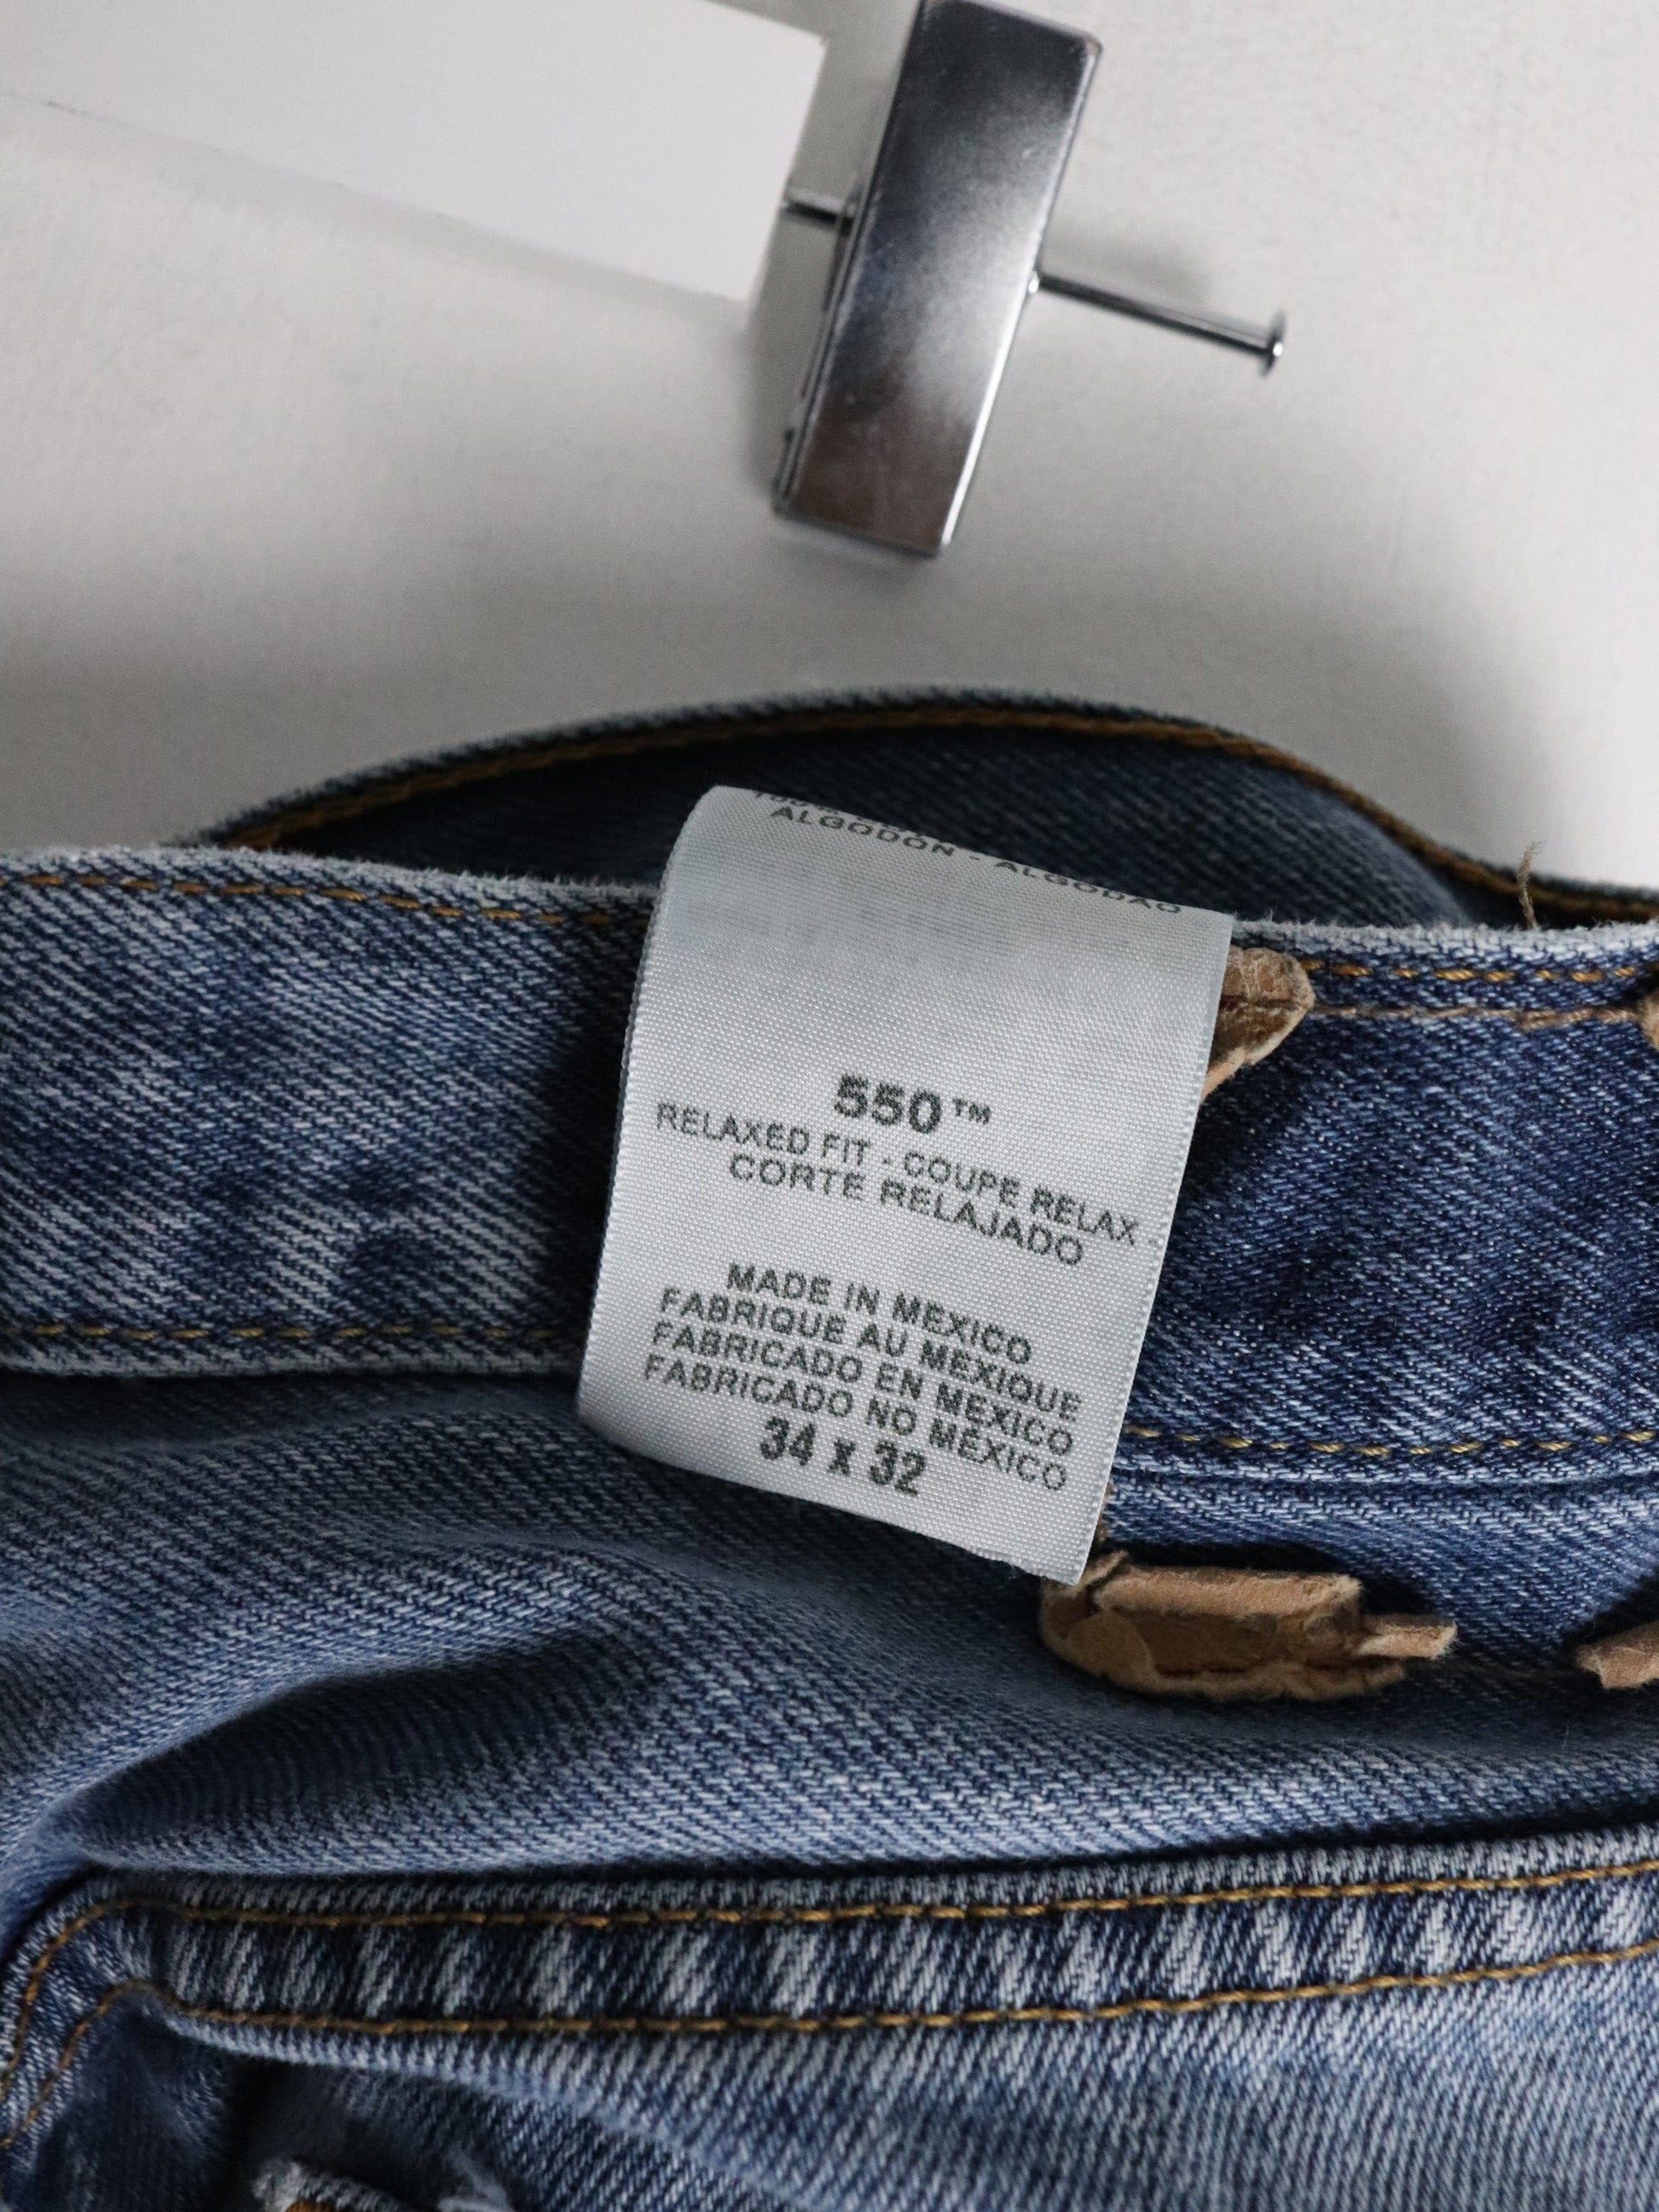 ALGODÓN - ALGODÃO
550™
RELAXED FIT - COUPE RELAX -
CORTE RELAJADO
MADE IN MEXICO
FABRIQUE AU MEXIQUE
FABRICADO EN MEXICO
FABRICADO NO MÉXICO
34 x 32